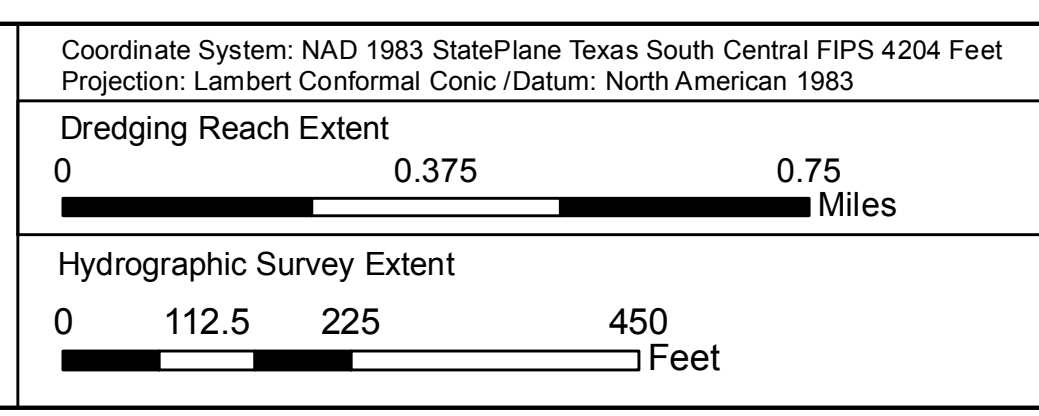 Coordinate System: NAD 1983 StatePlane Texas South Central FIPS 4204 Feet
Projection: Lambert Conformal Conic /Datum: North American 1983
Dredging Reach Extent
0 0.375 0.75
Miles
Hydrographic Survey Extent
0 112.5 225 450
Feet